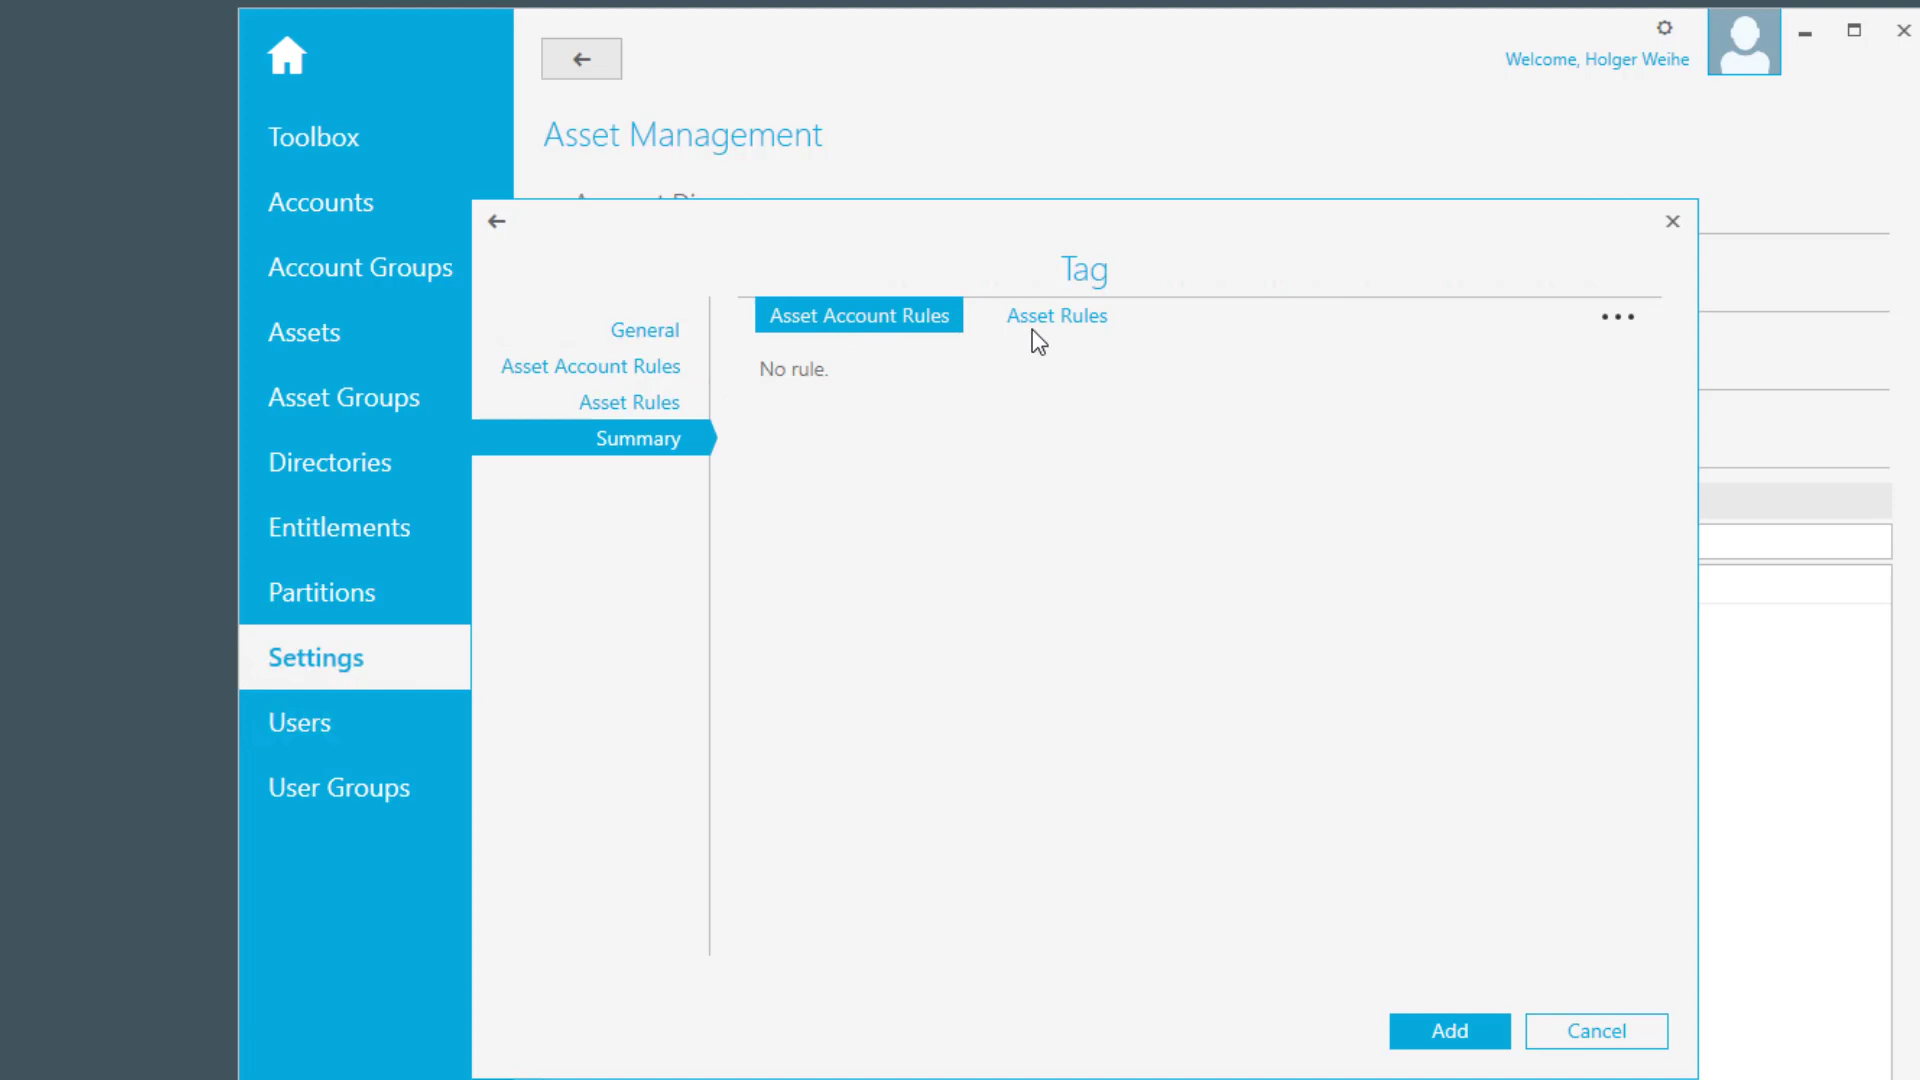 Welcome, Holger Weihe
Toolbox
Accounts
Account Groups
Assets
Asset Groups
Directories
Entitlements
Partitions
Settings
Users
User Groups
Asset Management
Tag
General
Asset Account Rules
Asset Rules
Summary
Asset Account Rules Asset Rules
No rule.
Add Cancel